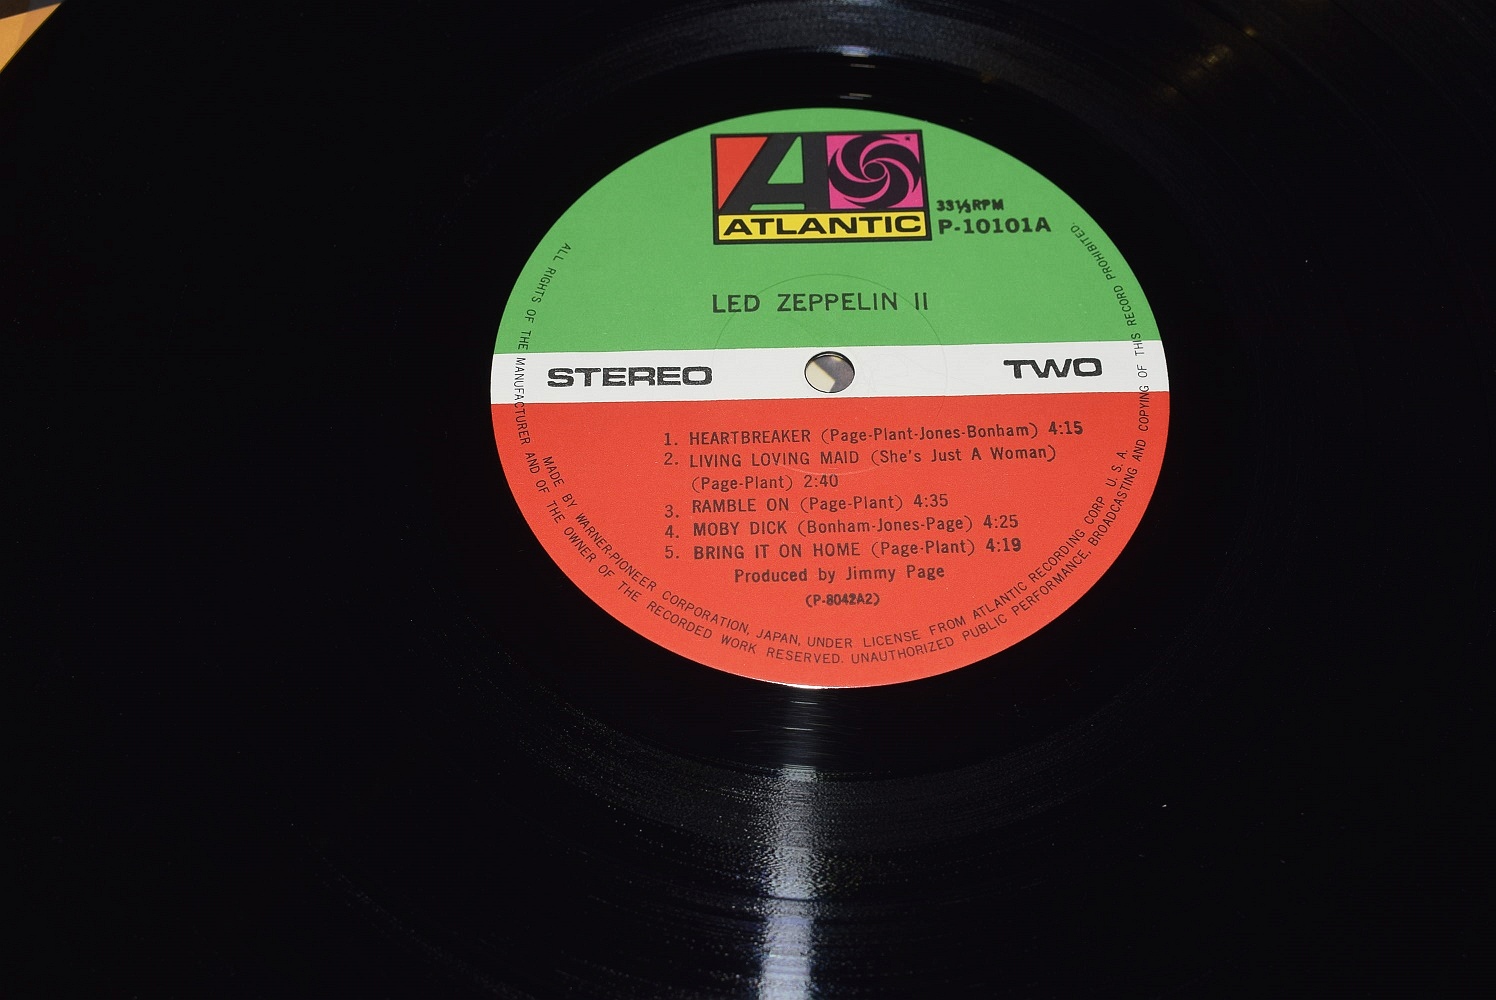 ATLANTIC
33⅓RPM
P-10101A
LED ZEPPELIN II
STEREO
TWO
1. HEARTBREAKER (Page-Plant-Jones-Bonham) 4:15
2. LIVING LOVING MAID (She's Just A Woman)
(Page-Plant) 2:40
3. RAMBLE ON (Page-Plant) 4:35
4. MOBY DICK (Bonham-Jones-Page) 4:25
5. BRING IT ON HOME (Page-Plant) 4:19
Produced by Jimmy Page
(P-8042A2)
MADE BY WARNER-PIONEER CORPORATION, JAPAN, UNDER LICENSE FROM ATLANTIC RECORDING CORP. U.S.A.
ALL RIGHTS OF THE MANUFACTURER AND OF THE OWNER OF THE RECORDED WORK RESERVED. UNAUTHORIZED PUBLIC PERFORMANCE, BROADCASTING AND COPYING OF THIS RECORD PROHIBITED.